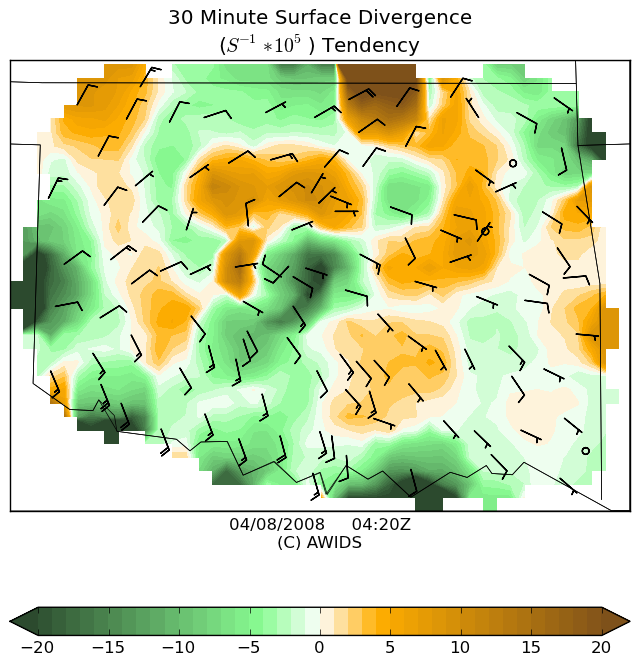 30 Minute Surface Divergence
(S⁻¹ *10⁵ ) Tendency
04/08/2008 04:20Z
(C) AWIDS
−20 −15 −10 −5 0 5 10 15 20